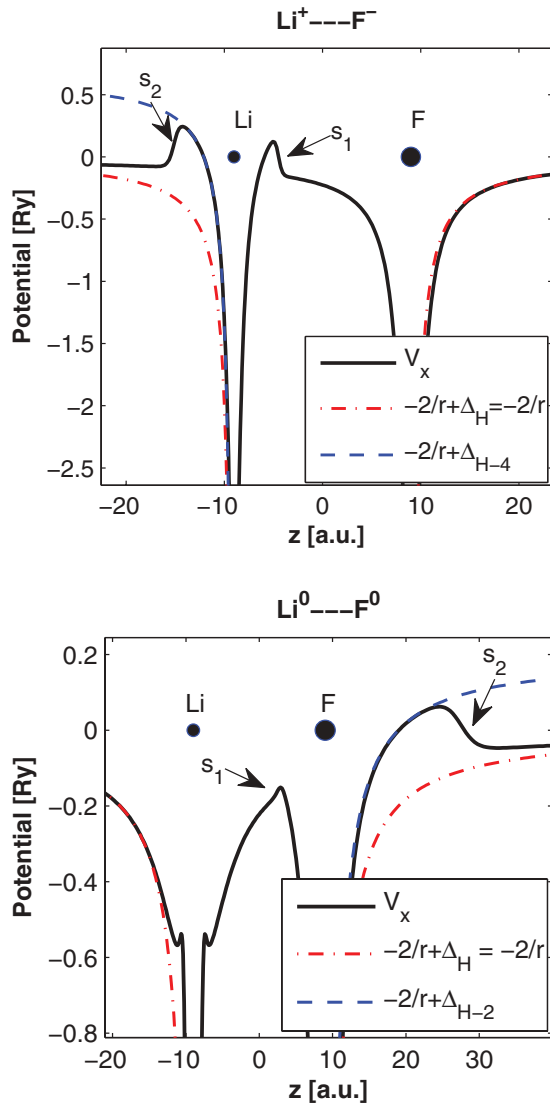 Li⁺---F⁻
s₂
Li
s₁
F
0.5
0
−0.5
−1
−1.5
−2
−2.5
Potential [Ry]
Vₓ
−2/r+Δ_H=−2/r
−2/r+Δ_H−4
−20
−10
0
10
20
z [a.u.]
Li⁰---F⁰
s₂
Li
F
s₁
0.2
0
−0.2
−0.4
−0.6
−0.8
Potential [Ry]
Vₓ
−2/r+Δ_H = −2/r
−2/r+Δ_H−2
−20
−10
0
10
20
30
z [a.u.]